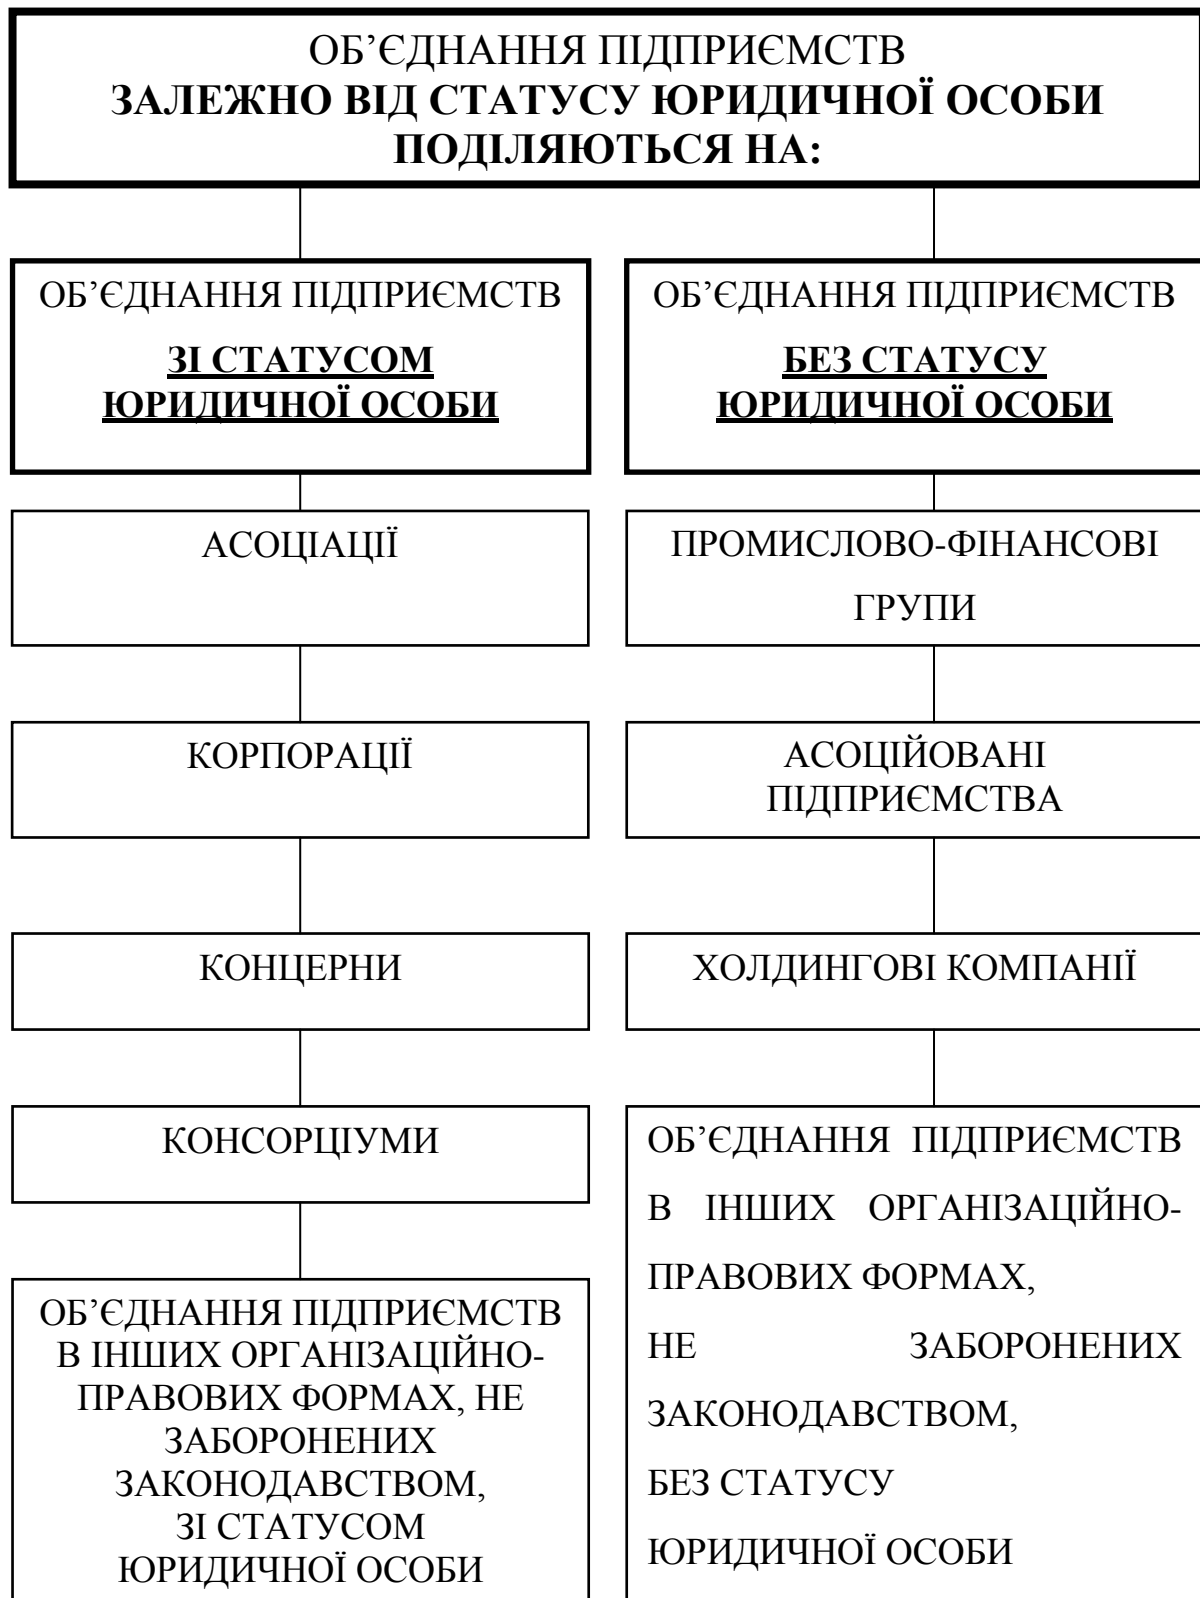 ОБ’ЄДНАННЯ ПІДПРИЄМСТВ
ЗАЛЕЖНО ВІД СТАТУСУ ЮРИДИЧНОЇ ОСОБИ
ПОДІЛЯЮТЬСЯ НА:
ОБ’ЄДНАННЯ ПІДПРИЄМСТВ
ЗІ СТАТУСОМ
ЮРИДИЧНОЇ ОСОБИ
ОБ’ЄДНАННЯ ПІДПРИЄМСТВ
БЕЗ СТАТУСУ
ЮРИДИЧНОЇ ОСОБИ
АСОЦІАЦІЇ
ПРОМИСЛОВО-ФІНАНСОВІ
ГРУПИ
КОРПОРАЦІЇ
АСОЦІЙОВАНІ
ПІДПРИЄМСТВА
КОНЦЕРНИ
ХОЛДИНГОВІ КОМПАНІЇ
КОНСОРЦІУМИ
ОБ’ЄДНАННЯ ПІДПРИЄМСТВ
В ІНШИХ ОРГАНІЗАЦІЙНО-
ПРАВОВИХ ФОРМАХ, НЕ
ЗАБОРОНЕНИХ
ЗАКОНОДАВСТВОМ,
ЗІ СТАТУСОМ
ЮРИДИЧНОЇ ОСОБИ
ОБ’ЄДНАННЯ ПІДПРИЄМСТВ
В ІНШИХ ОРГАНІЗАЦІЙНО-
ПРАВОВИХ ФОРМАХ,
НЕ ЗАБОРОНЕНИХ
ЗАКОНОДАВСТВОМ,
БЕЗ СТАТУСУ
ЮРИДИЧНОЇ ОСОБИ